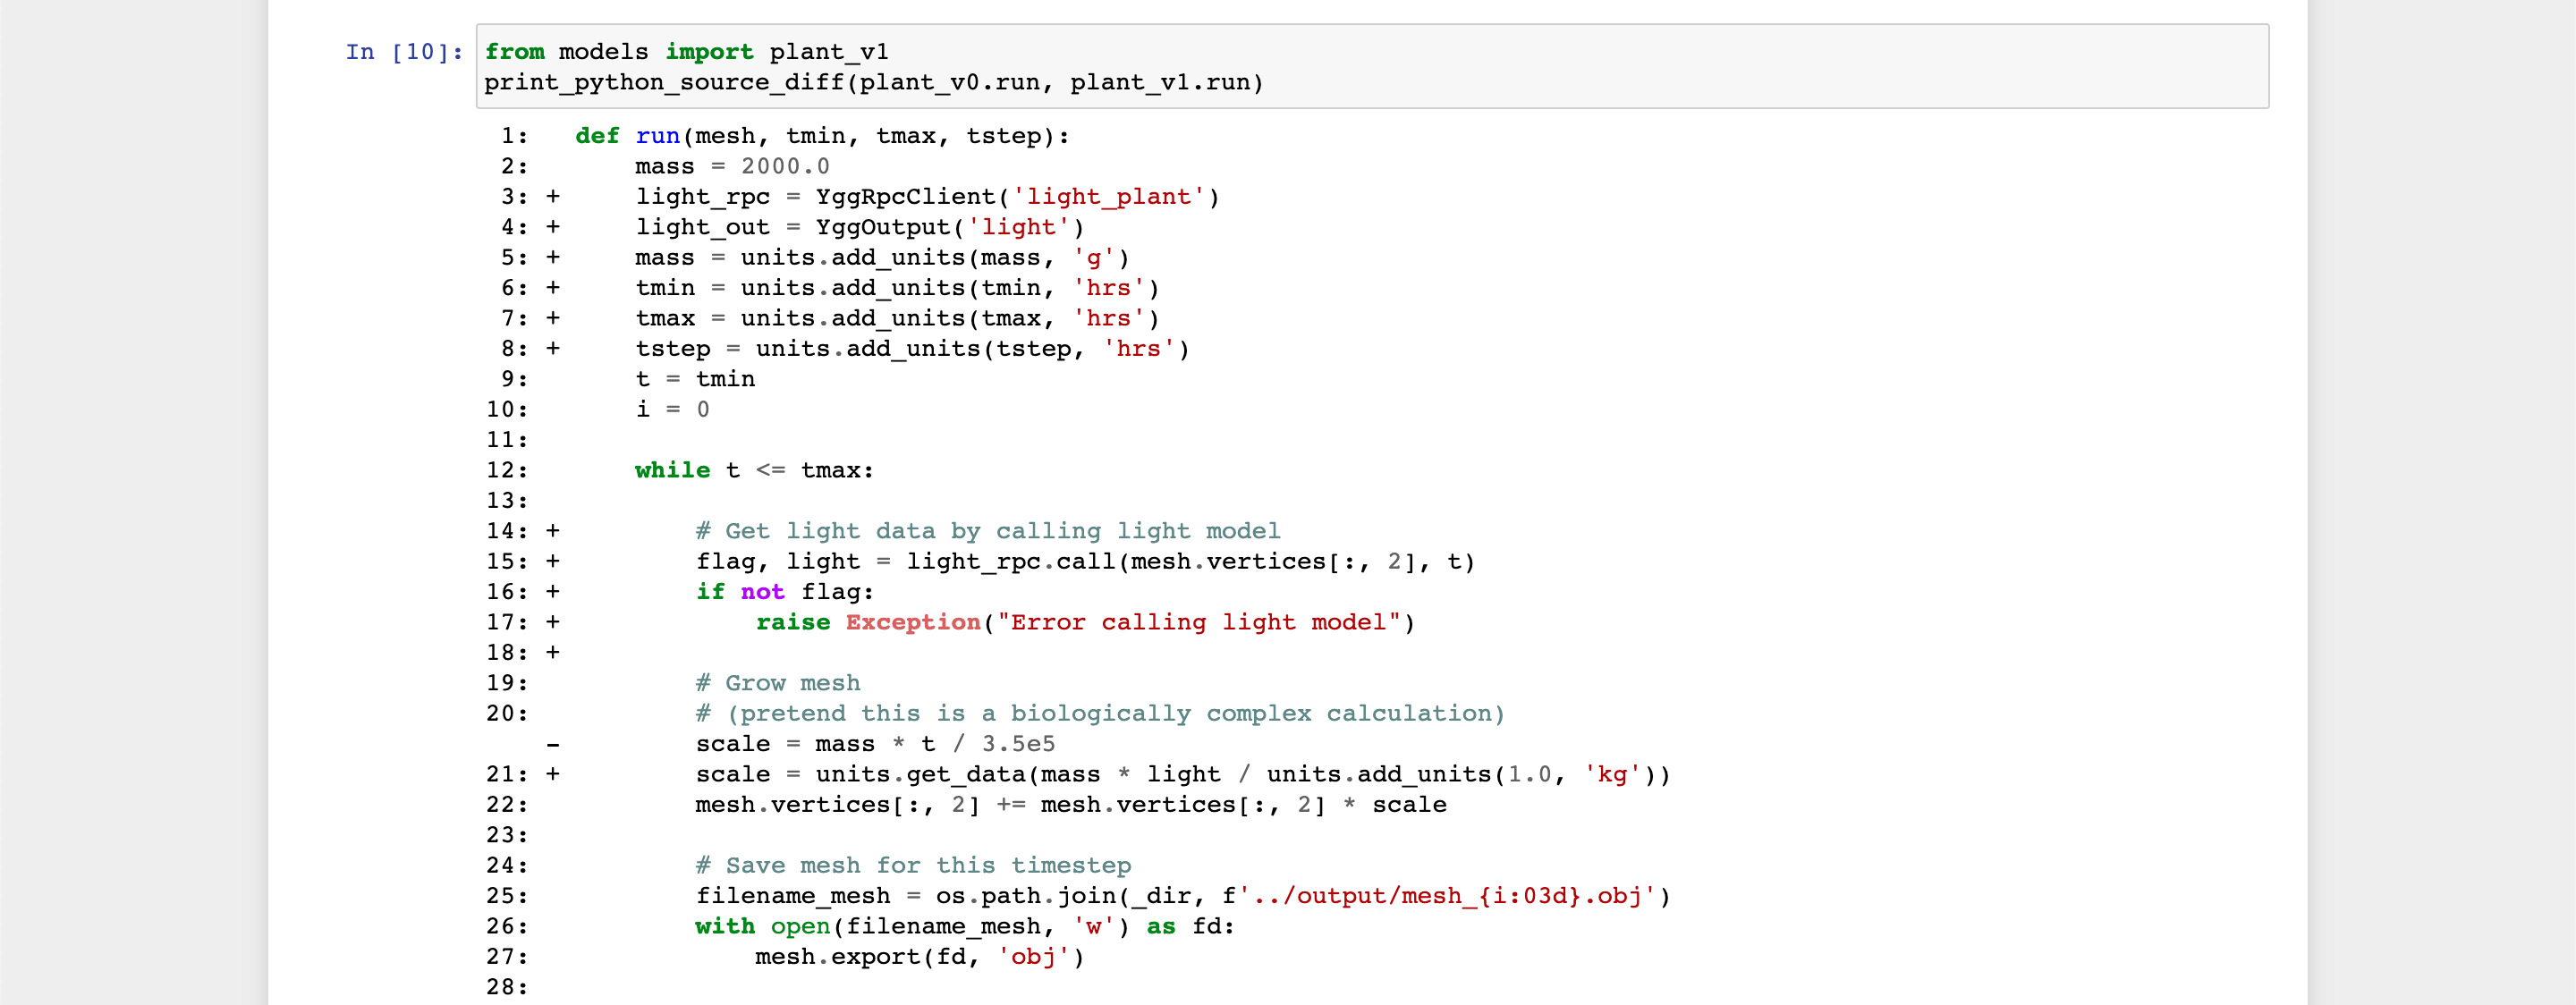 In [10]: from models import plant_v1
print_python_source_diff(plant_v0.run, plant_v1.run)
1:   def run(mesh, tmin, tmax, tstep):
2:       mass = 2000.0
3: +     light_rpc = YggRpcClient('light_plant')
4: +     light_out = YggOutput('light')
5: +     mass = units.add_units(mass, 'g')
6: +     tmin = units.add_units(tmin, 'hrs')
7: +     tmax = units.add_units(tmax, 'hrs')
8: +     tstep = units.add_units(tstep, 'hrs')
9:       t = tmin
10:       i = 0
11:
12:       while t <= tmax:
13:
14: +         # Get light data by calling light model
15: +         flag, light = light_rpc.call(mesh.vertices[:, 2], t)
16: +         if not flag:
17: +             raise Exception("Error calling light model")
18: +
19:           # Grow mesh
20:           # (pretend this is a biologically complex calculation)
    -         scale = mass * t / 3.5e5
21: +         scale = units.get_data(mass * light / units.add_units(1.0, 'kg'))
22:           mesh.vertices[:, 2] += mesh.vertices[:, 2] * scale
23:
24:           # Save mesh for this timestep
25:           filename_mesh = os.path.join(_dir, f'../output/mesh_{i:03d}.obj')
26:           with open(filename_mesh, 'w') as fd:
27:               mesh.export(fd, 'obj')
28: